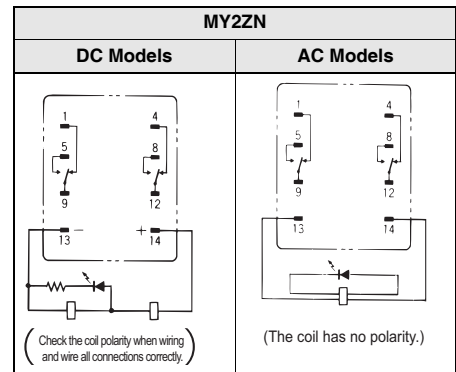 MY2ZN
DC Models
AC Models
1 4
5 8
9 12
− +
13 14
Check the coil polarity when wiring
and wire all connections correctly.
1 4
5 8
9 12
13 14
(The coil has no polarity.)